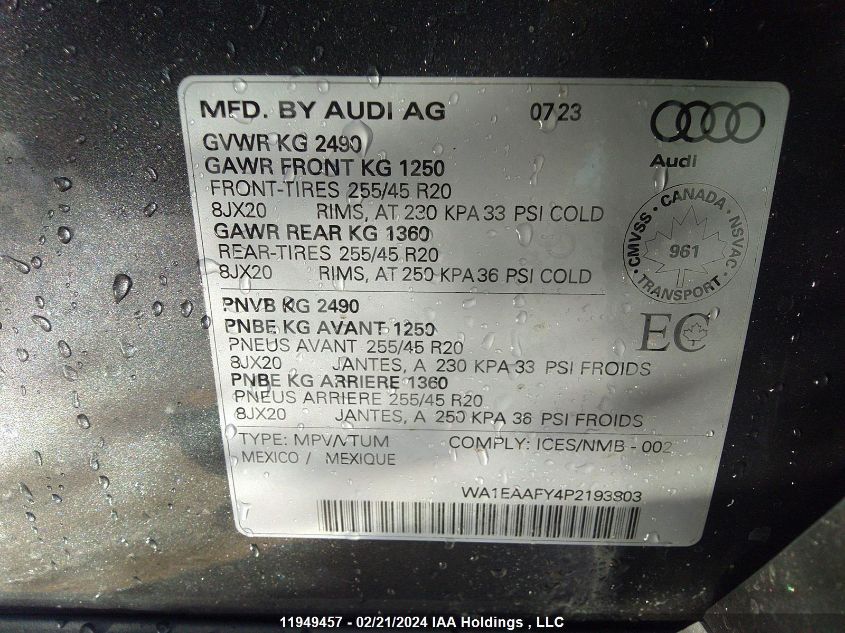 MFD. BY AUDI AG 07 23
Audi
GVWR KG 2490
GAWR FRONT KG 1250
FRONT-TIRES 255/45 R20
8JX20 RIMS, AT 230 KPA 33 PSI COLD
GAWR REAR KG 1360
REAR-TIRES 255/45 R20
8JX20 RIMS, AT 250 KPA 36 PSI COLD
CMVSS · CANADA · NSVAC
961
TRANSPORT
PNVB KG 2490
PNBE KG AVANT 1250
PNEUS AVANT 255/45 R20
8JX20 JANTES, A 230 KPA 33 PSI FROIDS
PNBE KG ARRIERE 1360
PNEUS ARRIERE 255/45 R20
8JX20 JANTES, A 250 KPA 36 PSI FROIDS
EC
TYPE: MPV/VTUM COMPLY: ICES/NMB - 002
MEXICO / MEXIQUE
11949457 - 02/21/2024 IAA Holdings , LLC